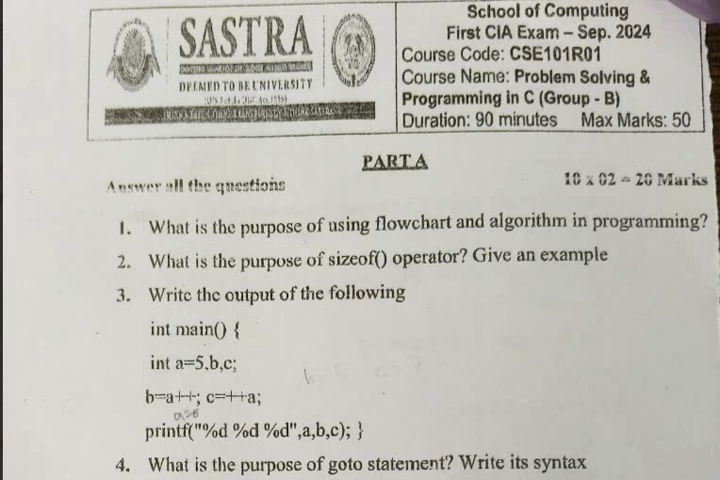 SASTRA
DEEMED TO BE UNIVERSITY
School of Computing
First CIA Exam – Sep. 2024
Course Code: CSE101R01
Course Name: Problem Solving &
Programming in C (Group - B)
Duration: 90 minutes Max Marks: 50
PART A
Answer all the questions 10 x 02 = 20 Marks
1. What is the purpose of using flowchart and algorithm in programming?
2. What is the purpose of sizeof() operator? Give an example
3. Write the output of the following
int main() {
int a=5,b,c;
b=a++; c=++a;
a=6
printf("%d %d %d",a,b,c); }
4. What is the purpose of goto statement? Write its syntax